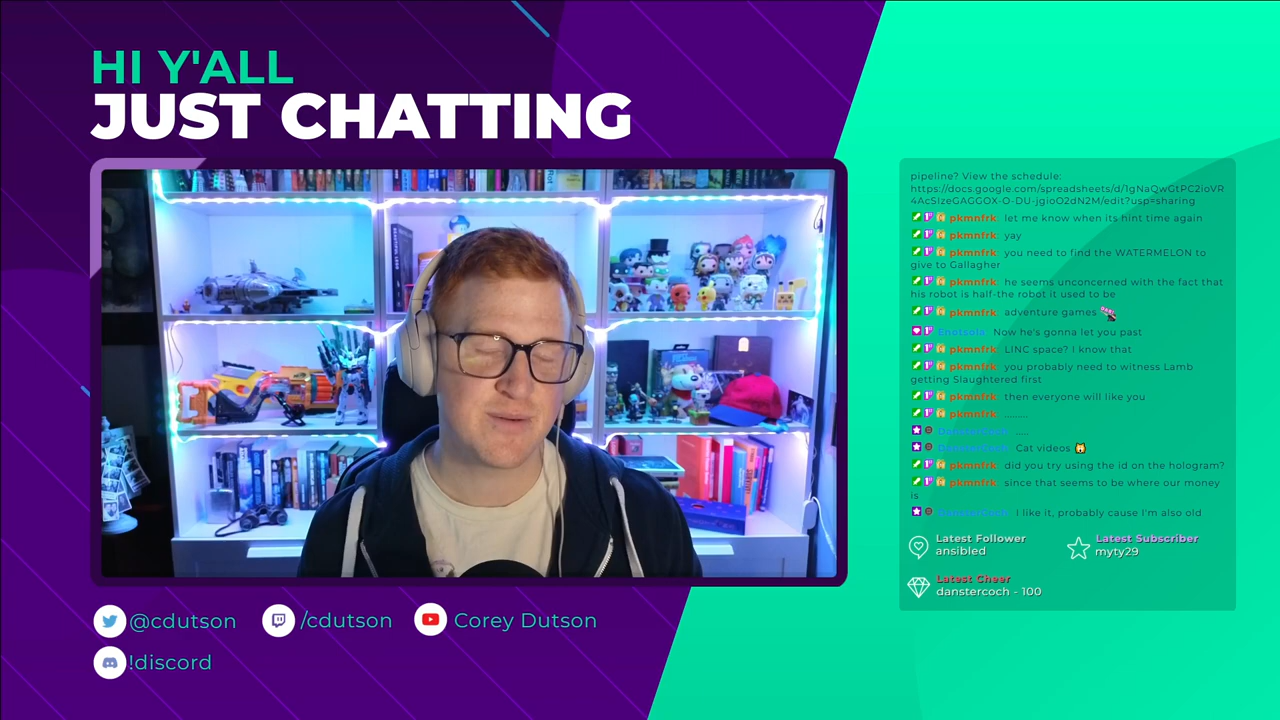 HI Y'ALL
JUST CHATTING
pipeline? View the schedule:
https://docs.google.com/spreadsheets/d/1gNaQwGtPC2ioVR
4AcSIzeGAGGOX-O-DU-jgioO2dN2M/edit?usp=sharing
pkmnfrk: let me know when its hint time again
pkmnfrk: yay
pkmnfrk: you need to find the WATERMELON to
give to Gallagher
pkmnfrk: he seems unconcerned with the fact that
his robot is half-the robot it used to be
pkmnfrk: adventure games
Enotsola: Now he's gonna let you past
pkmnfrk: LINC space? I know that
pkmnfrk: you probably need to witness Lamb
getting Slaughtered first
pkmnfrk: then everyone will like you
pkmnfrk: .........
DansterCoch: .....
DansterCoch: Cat videos
pkmnfrk: did you try using the id on the hologram?
pkmnfrk: since that seems to be where our money
is
DansterCoch: I like it, probably cause I'm also old
Latest Follower
ansibled
Latest Subscriber
myty29
Latest Cheer
danstercoch - 100
@cdutson
/cdutson
Corey Dutson
!discord